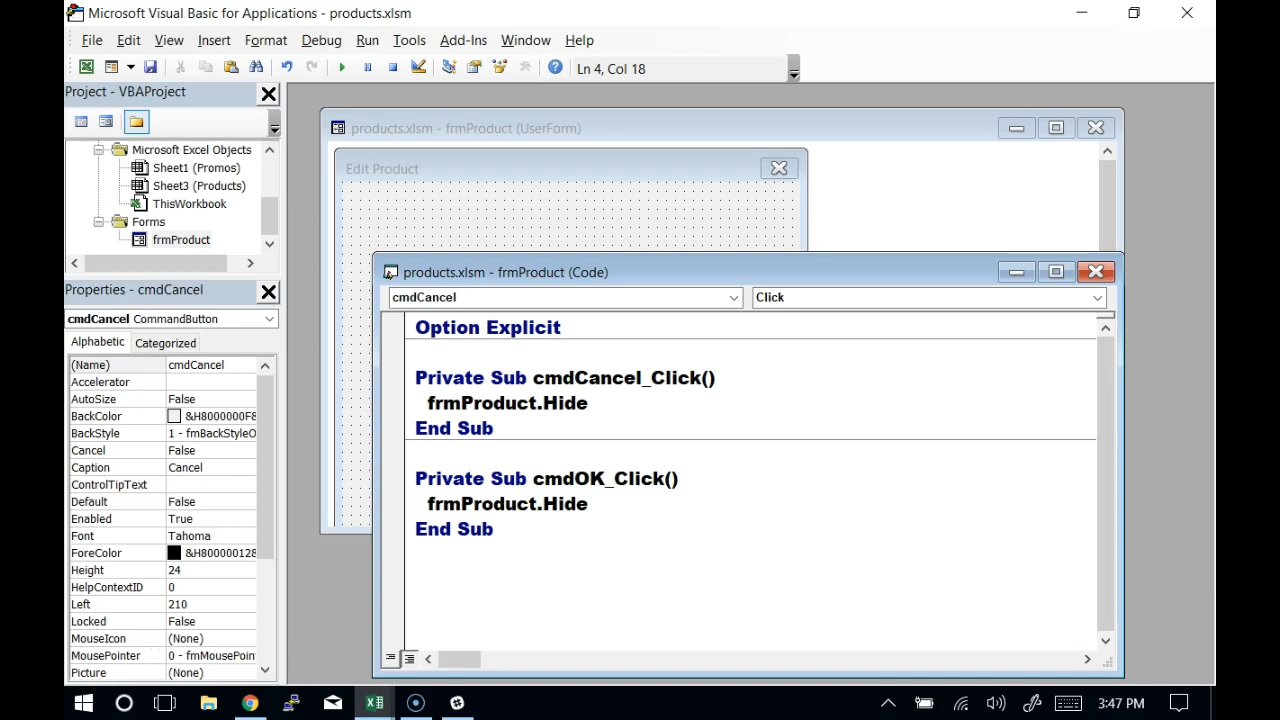 Microsoft Visual Basic for Applications - products.xlsm
File Edit View Insert Format Debug Run Tools Add-Ins Window Help
Ln 4, Col 18
Project - VBAProject
Microsoft Excel Objects
Sheet1 (Promos)
Sheet3 (Products)
ThisWorkbook
Forms
frmProduct
Properties - cmdCancel
cmdCancel CommandButton
Alphabetic Categorized
(Name) cmdCancel
Accelerator
AutoSize False
BackColor &H8000000F&
BackStyle 1 - fmBackStyleO
Cancel False
Caption Cancel
ControlTipText
Default False
Enabled True
Font Tahoma
ForeColor &H80000012&
Height 24
HelpContextID 0
Left 210
Locked False
MouseIcon (None)
MousePointer 0 - fmMousePoin
Picture (None)
products.xlsm - frmProduct (UserForm)
Edit Product
products.xlsm - frmProduct (Code)
cmdCancel Click
Option Explicit
Private Sub cmdCancel_Click()
frmProduct.Hide
End Sub
Private Sub cmdOK_Click()
frmProduct.Hide
End Sub
3:47 PM